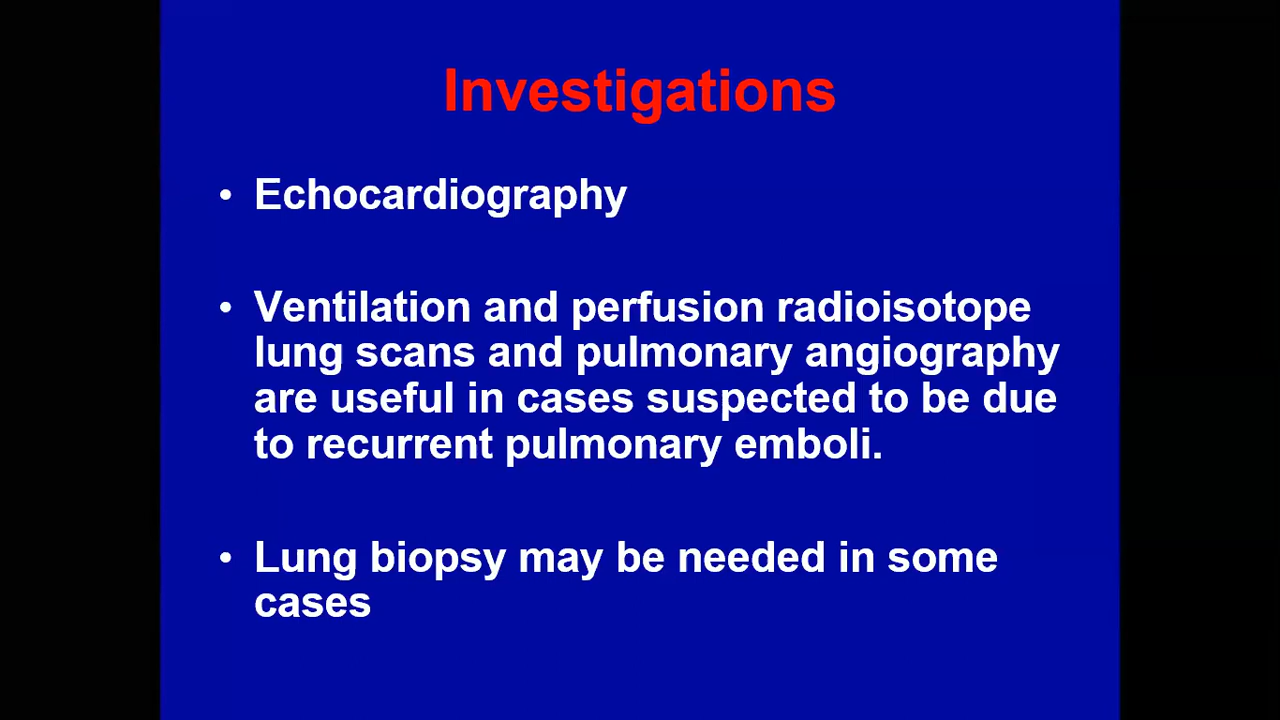 Investigations
• Echocardiography
• Ventilation and perfusion radioisotope
lung scans and pulmonary angiography
are useful in cases suspected to be due
to recurrent pulmonary emboli.
• Lung biopsy may be needed in some
cases